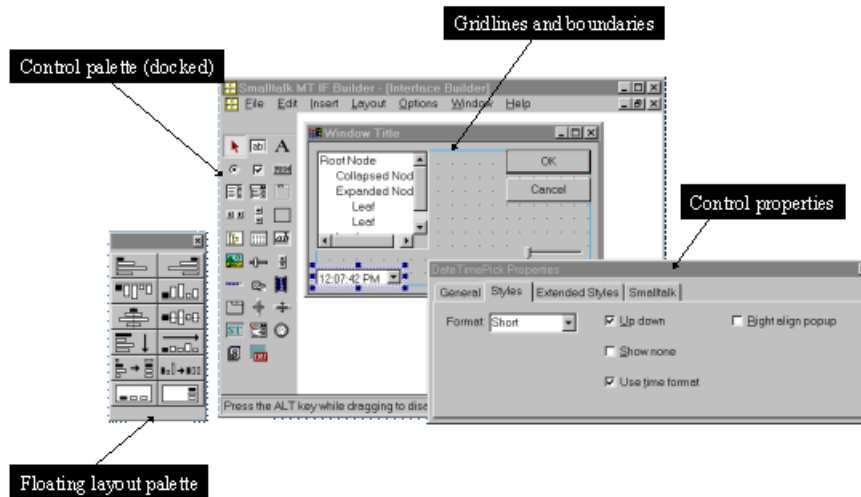 Gridlines and boundaries
Control palette (docked)
Smalltalk MT IF Builder - [Interface Builder]
File Edit Insert Layout Options Window Help
Window Title
Root Node
Collapsed Nod
Expanded Nod
Leaf
Leaf
OK
Cancel
Control properties
12:07:42 PM
DateTimePick Properties
General Styles Extended Styles Smalltalk
Format Short
Up down
Right align popup
Show none
Use time format
Press the ALT key while dragging to disa
Floating layout palette